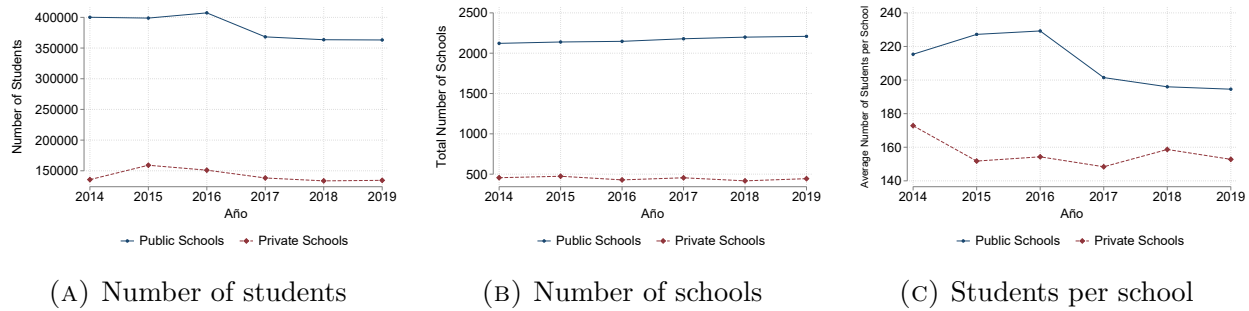 400000
350000
300000
250000
200000
150000
Number of Students
2014 2015 2016 2017 2018 2019
Año
Public Schools Private Schools
(A) Number of students
2500
2000
1500
1000
500
Total Number of Schools
2014 2015 2016 2017 2018 2019
Año
Public Schools Private Schools
(B) Number of schools
240
220
200
180
160
140
Average Number of Students per School
2014 2015 2016 2017 2018 2019
Año
Public Schools Private Schools
(C) Students per school